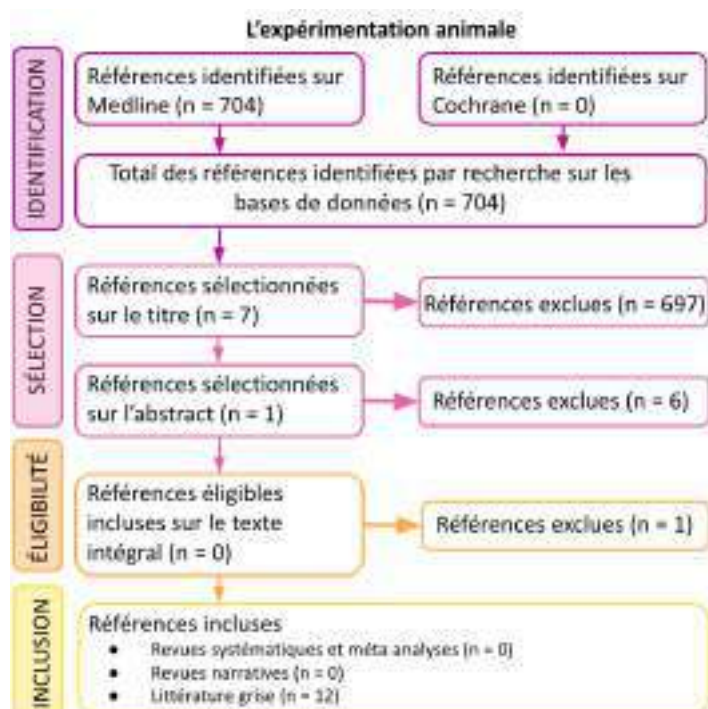 L'expérimentation animale
IDENTIFICATION
Références identifiées sur
Medline (n = 704)
Références identifiées sur
Cochrane (n = 0)
Total des références identifiées par recherche sur les
bases de données (n = 704)
SÉLECTION
Références sélectionnées
sur le titre (n = 7)
Références exclues (n = 697)
Références sélectionnées
sur l'abstract (n = 1)
Références exclues (n = 6)
ÉLIGIBILITÉ
Références éligibles
incluses sur le texte
intégral (n = 0)
Références exclues (n = 1)
INCLUSION
Références incluses
● Revues systématiques et méta analyses (n = 0)
● Revues narratives (n = 0)
● Littérature grise (n = 12)